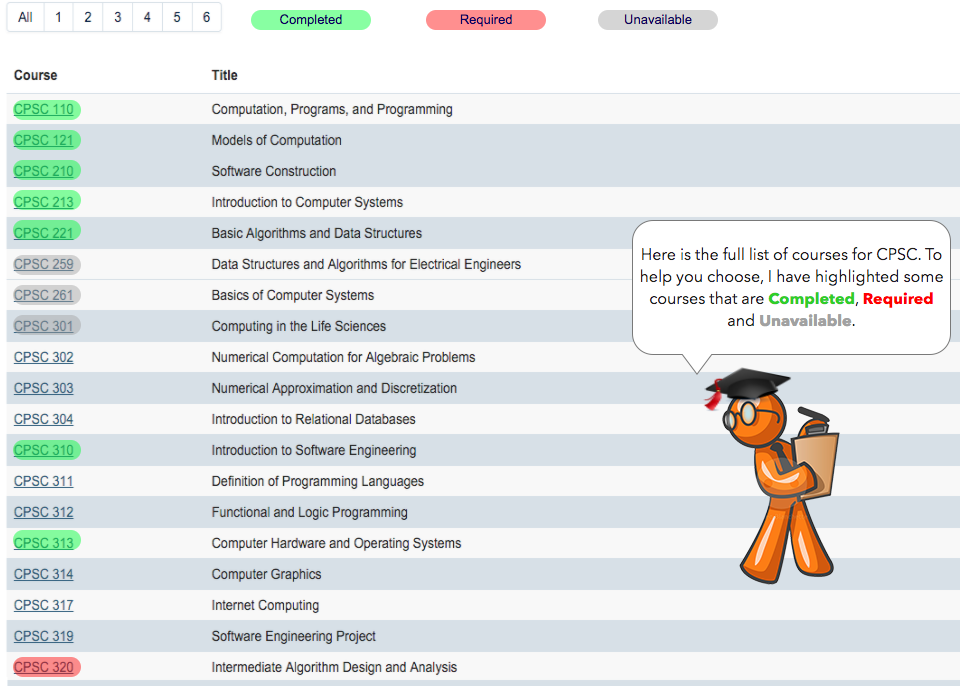 All 1 2 3 4 5 6 Completed Required Unavailable
Course Title
CPSC 110 Computation, Programs, and Programming
CPSC 121 Models of Computation
CPSC 210 Software Construction
CPSC 213 Introduction to Computer Systems
CPSC 221 Basic Algorithms and Data Structures
CPSC 259 Data Structures and Algorithms for Electrical Engineers
CPSC 261 Basics of Computer Systems
CPSC 301 Computing in the Life Sciences
CPSC 302 Numerical Computation for Algebraic Problems
CPSC 303 Numerical Approximation and Discretization
CPSC 304 Introduction to Relational Databases
CPSC 310 Introduction to Software Engineering
CPSC 311 Definition of Programming Languages
CPSC 312 Functional and Logic Programming
CPSC 313 Computer Hardware and Operating Systems
CPSC 314 Computer Graphics
CPSC 317 Internet Computing
CPSC 319 Software Engineering Project
CPSC 320 Intermediate Algorithm Design and Analysis
Here is the full list of courses for CPSC. To
help you choose, I have highlighted some
courses that are Completed, Required
and Unavailable.